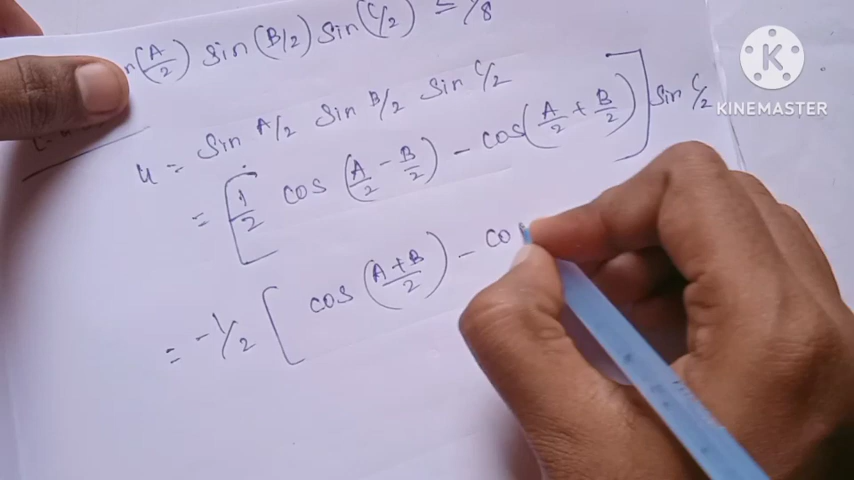 n(A/2) sin(B/2) sin(C/2) ≤ 1/8
u = sin A/2 sin B/2 sin C/2
= [1/2 cos(A/2 - B/2) - cos(A/2 + B/2)] sin C/2
= -1/2 [cos(A+B/2) - co
K
KINEMASTER